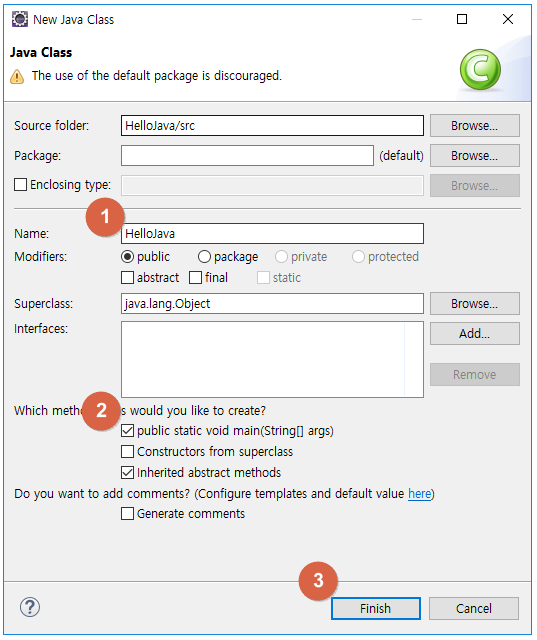 New Java Class
Java Class
The use of the default package is discouraged.
Source folder: HelloJava/src Browse...
Package: (default) Browse...
Enclosing type: Browse...
1
Name: HelloJava
Modifiers: public package private protected
abstract final static
Superclass: java.lang.Object Browse...
Interfaces: Add...
Remove
Which meth 2 s would you like to create?
public static void main(String[] args)
Constructors from superclass
Inherited abstract methods
Do you want to add comments? (Configure templates and default value here)
Generate comments
3
? Finish Cancel